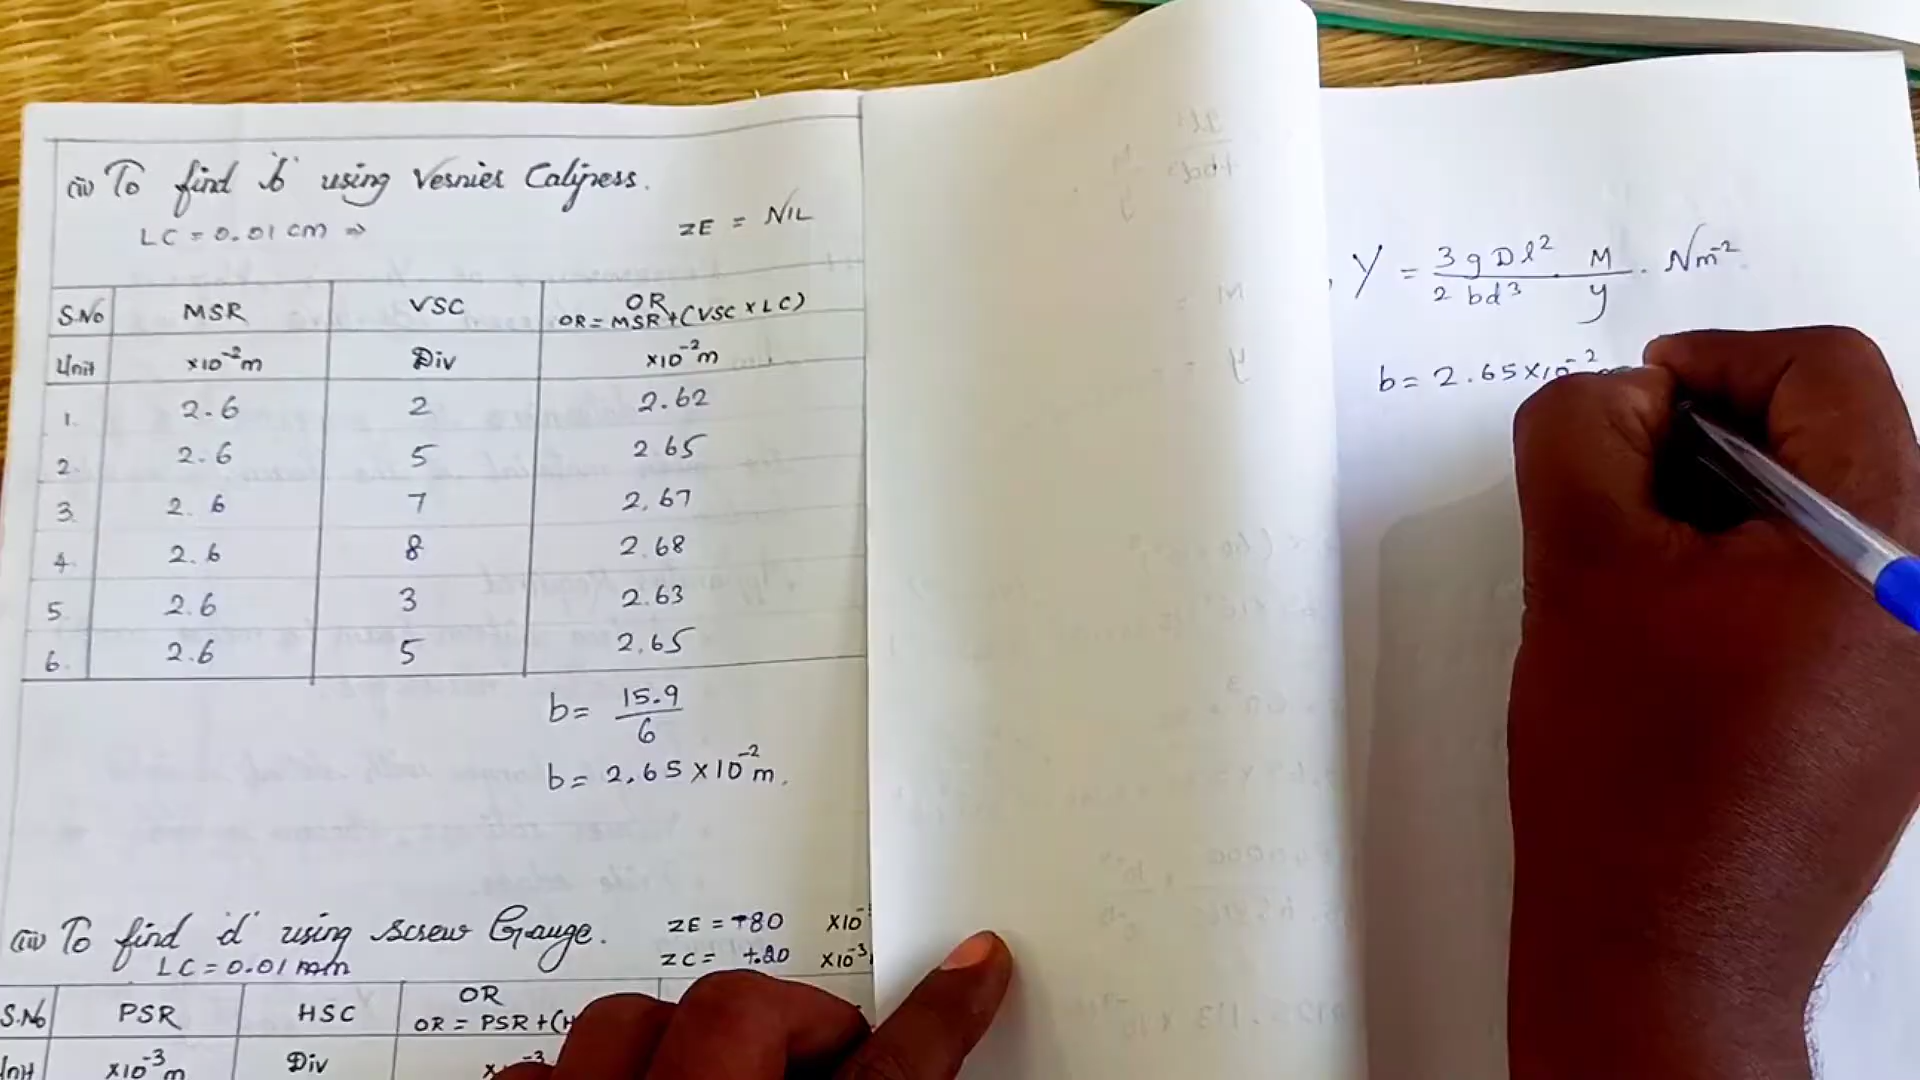 (ii) To find 'b' using Vernier Calipers.
LC = 0.01 cm ⇒
ZE = NIL
S.No MSR VSC OR
OR = MSR + (VSC × LC)
Unit ×10⁻²m Div ×10⁻²m
1. 2.6 2 2.62
2. 2.6 5 2.65
3. 2.6 7 2.67
4. 2.6 8 2.68
5. 2.6 3 2.63
6. 2.6 5 2.65
b = 15.9 / 6
b = 2.65 × 10⁻² m.
(iii) To find 'd' using Screw Gauge.
LC = 0.01 mm
ZE = +80 ×10⁻
ZC = +.80 ×10⁻³
S.No PSR HSC OR
OR = PSR + (H
Unit ×10⁻³ m Div ×
Y = 3gDl² / 2bd³ . M / y . Nm⁻²
b = 2.65 × 10⁻²